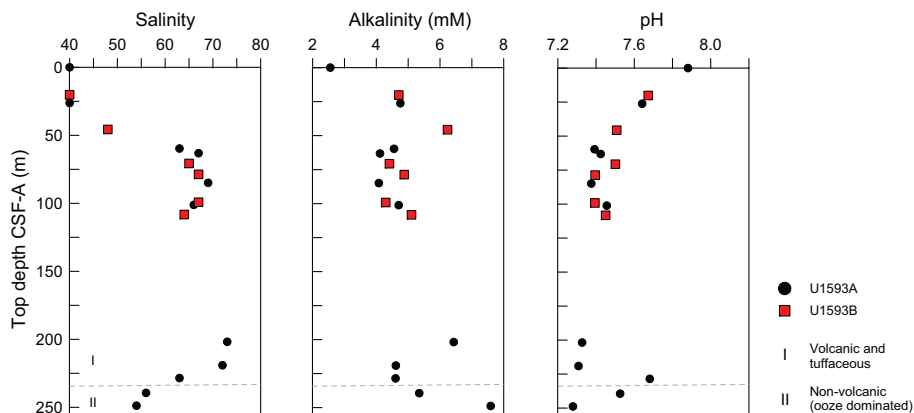 Salinity
Alkalinity (mM)
pH
40 50 60 70 80
2 4 6 8
7.2 7.6 8.0
0
50
100
150
200
250
Top depth CSF-A (m)
I
II
U1593A
U1593B
I Volcanic and
tuffaceous
II Non-volcanic
(ooze dominated)